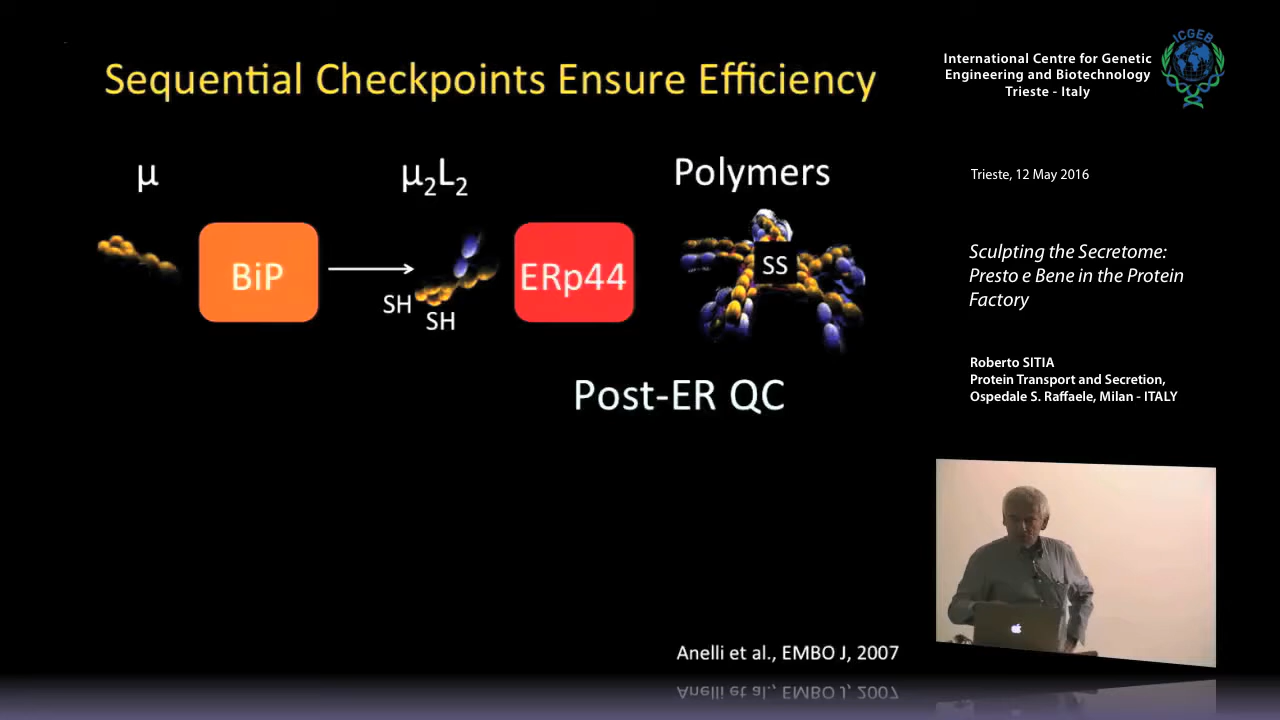 Sequential Checkpoints Ensure Efficiency
μ
μ₂L₂
Polymers
BiP
SH
SH
ERp44
SS
Post-ER QC
Anelli et al., EMBO J, 2007
ICGEB
International Centre for Genetic
Engineering and Biotechnology
Trieste - Italy
Trieste, 12 May 2016
Sculpting the Secretome:
Presto e Bene in the Protein
Factory
Roberto SITIA
Protein Transport and Secretion,
Ospedale S. Raffaele, Milan - ITALY